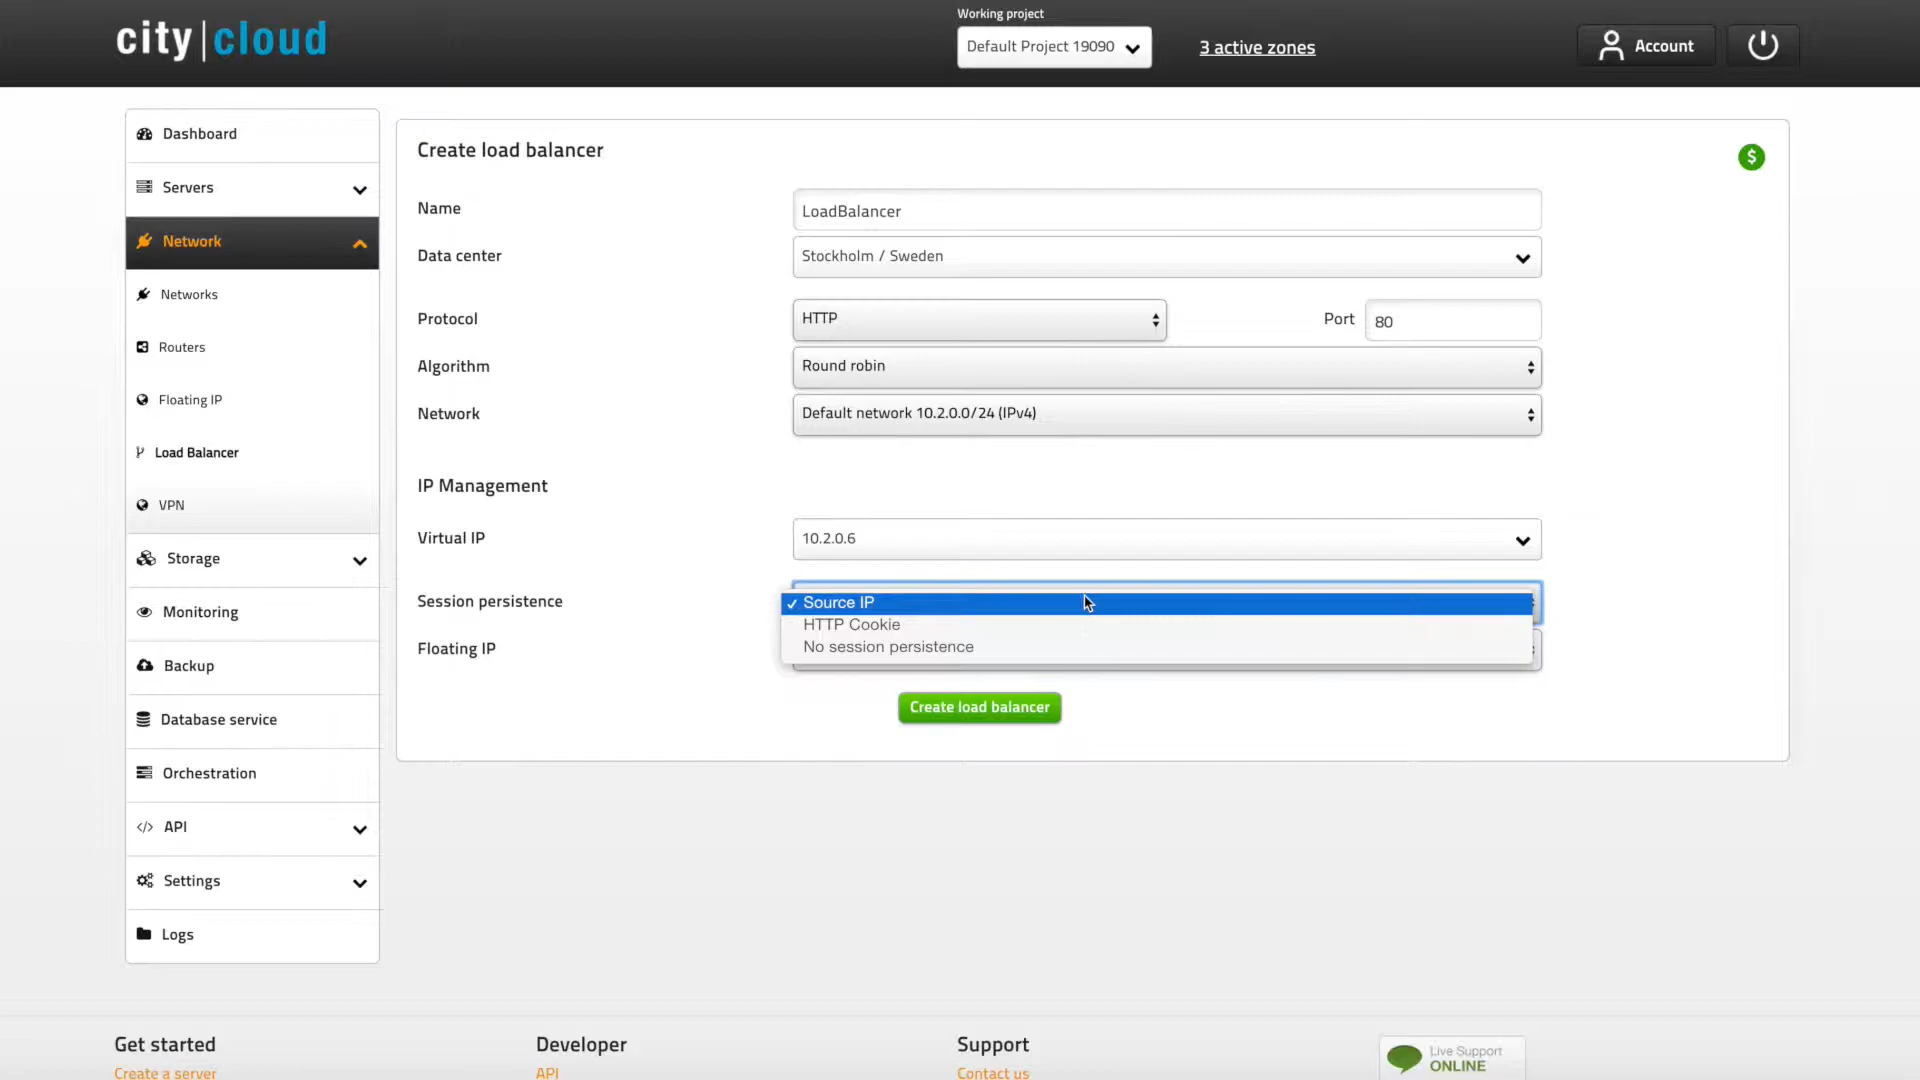 city|cloud
Working project
Default Project 19090
3 active zones
Account
Dashboard
Servers
Network
Networks
Routers
Floating IP
Load Balancer
VPN
Storage
Monitoring
Backup
Database service
Orchestration
</> API
Settings
Logs
Create load balancer
$
Name
LoadBalancer
Data center
Stockholm / Sweden
Protocol
HTTP
Port
80
Algorithm
Round robin
Network
Default network 10.2.0.0/24 (IPv4)
IP Management
Virtual IP
10.2.0.6
Session persistence
✓ Source IP
HTTP Cookie
No session persistence
Floating IP
Create load balancer
Get started
Create a server
Developer
API
Support
Contact us
Live Support
ONLINE